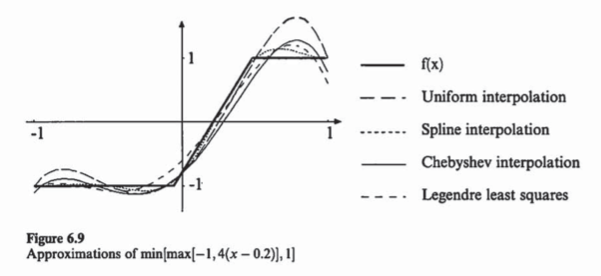 1
-1
1
-1
f(x)
Uniform interpolation
Spline interpolation
Chebyshev interpolation
Legendre least squares
Figure 6.9
Approximations of min[max[−1, 4(x − 0.2)], 1]